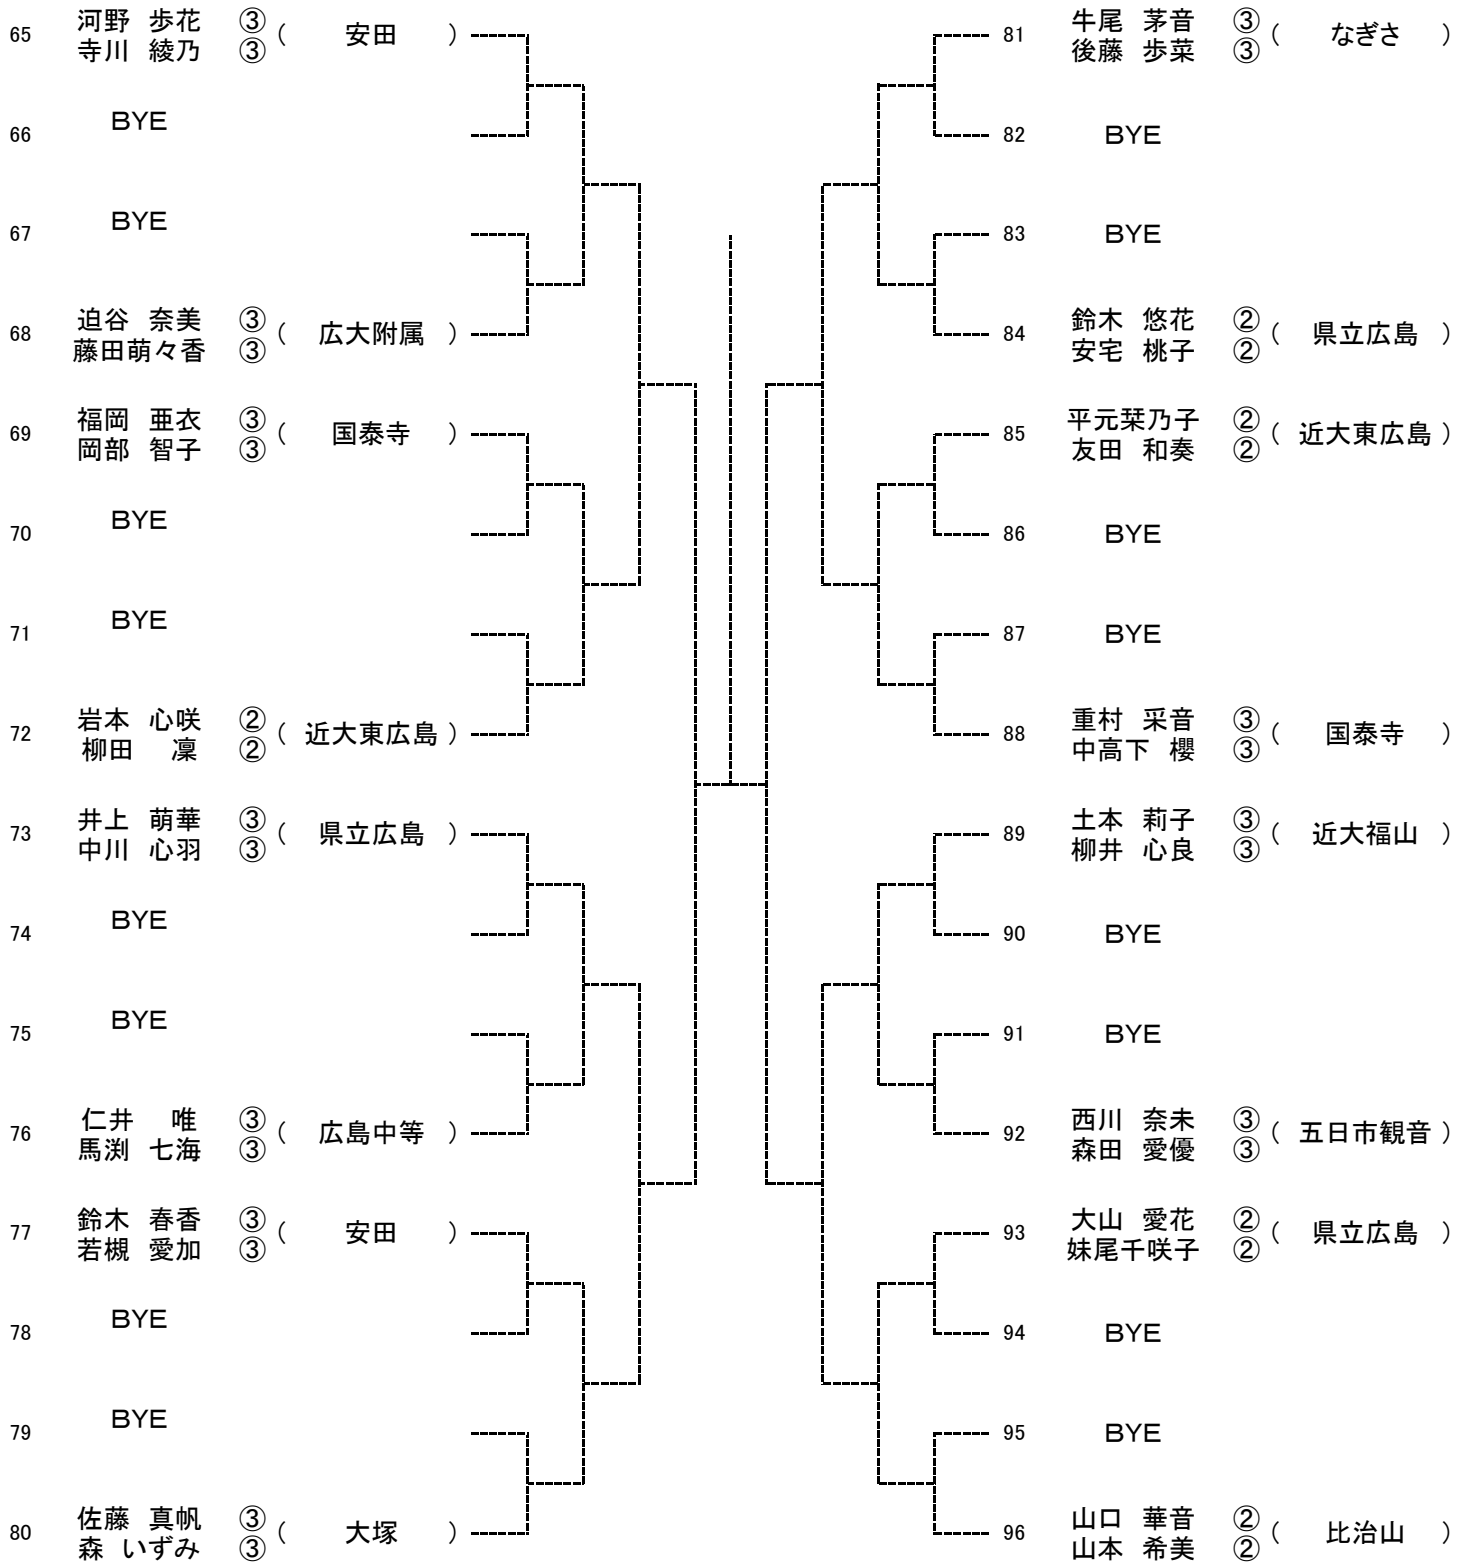 65 河野 歩花 ③ ( 安田 )
寺川 綾乃 ③
66 BYE
67 BYE
68 迫谷 奈美 ③ ( 広大附属 )
藤田萌々香 ③
69 福岡 亜衣 ③ ( 国泰寺 )
岡部 智子 ③
70 BYE
71 BYE
72 岩本 心咲 ② ( 近大東広島 )
柳田 凜 ②
73 井上 萌華 ③ ( 県立広島 )
中川 心羽 ③
74 BYE
75 BYE
76 仁井 唯 ③ ( 広島中等 )
馬渕 七海 ③
77 鈴木 春香 ③ ( 安田 )
若槻 愛加 ③
78 BYE
79 BYE
80 佐藤 真帆 ③ ( 大塚 )
森 いずみ ③
81 牛尾 茅音 ③ ( なぎさ )
後藤 歩菜 ③
82 BYE
83 BYE
84 鈴木 悠花 ② ( 県立広島 )
安宅 桃子 ②
85 平元栞乃子 ② ( 近大東広島 )
友田 和奏 ②
86 BYE
87 BYE
88 重村 采音 ③ ( 国泰寺 )
中高下 櫻 ③
89 土本 莉子 ③ ( 近大福山 )
柳井 心良 ③
90 BYE
91 BYE
92 西川 奈未 ③ ( 五日市観音 )
森田 愛優 ③
93 大山 愛花 ② ( 県立広島 )
妹尾千咲子 ②
94 BYE
95 BYE
96 山口 華音 ② ( 比治山 )
山本 希美 ②